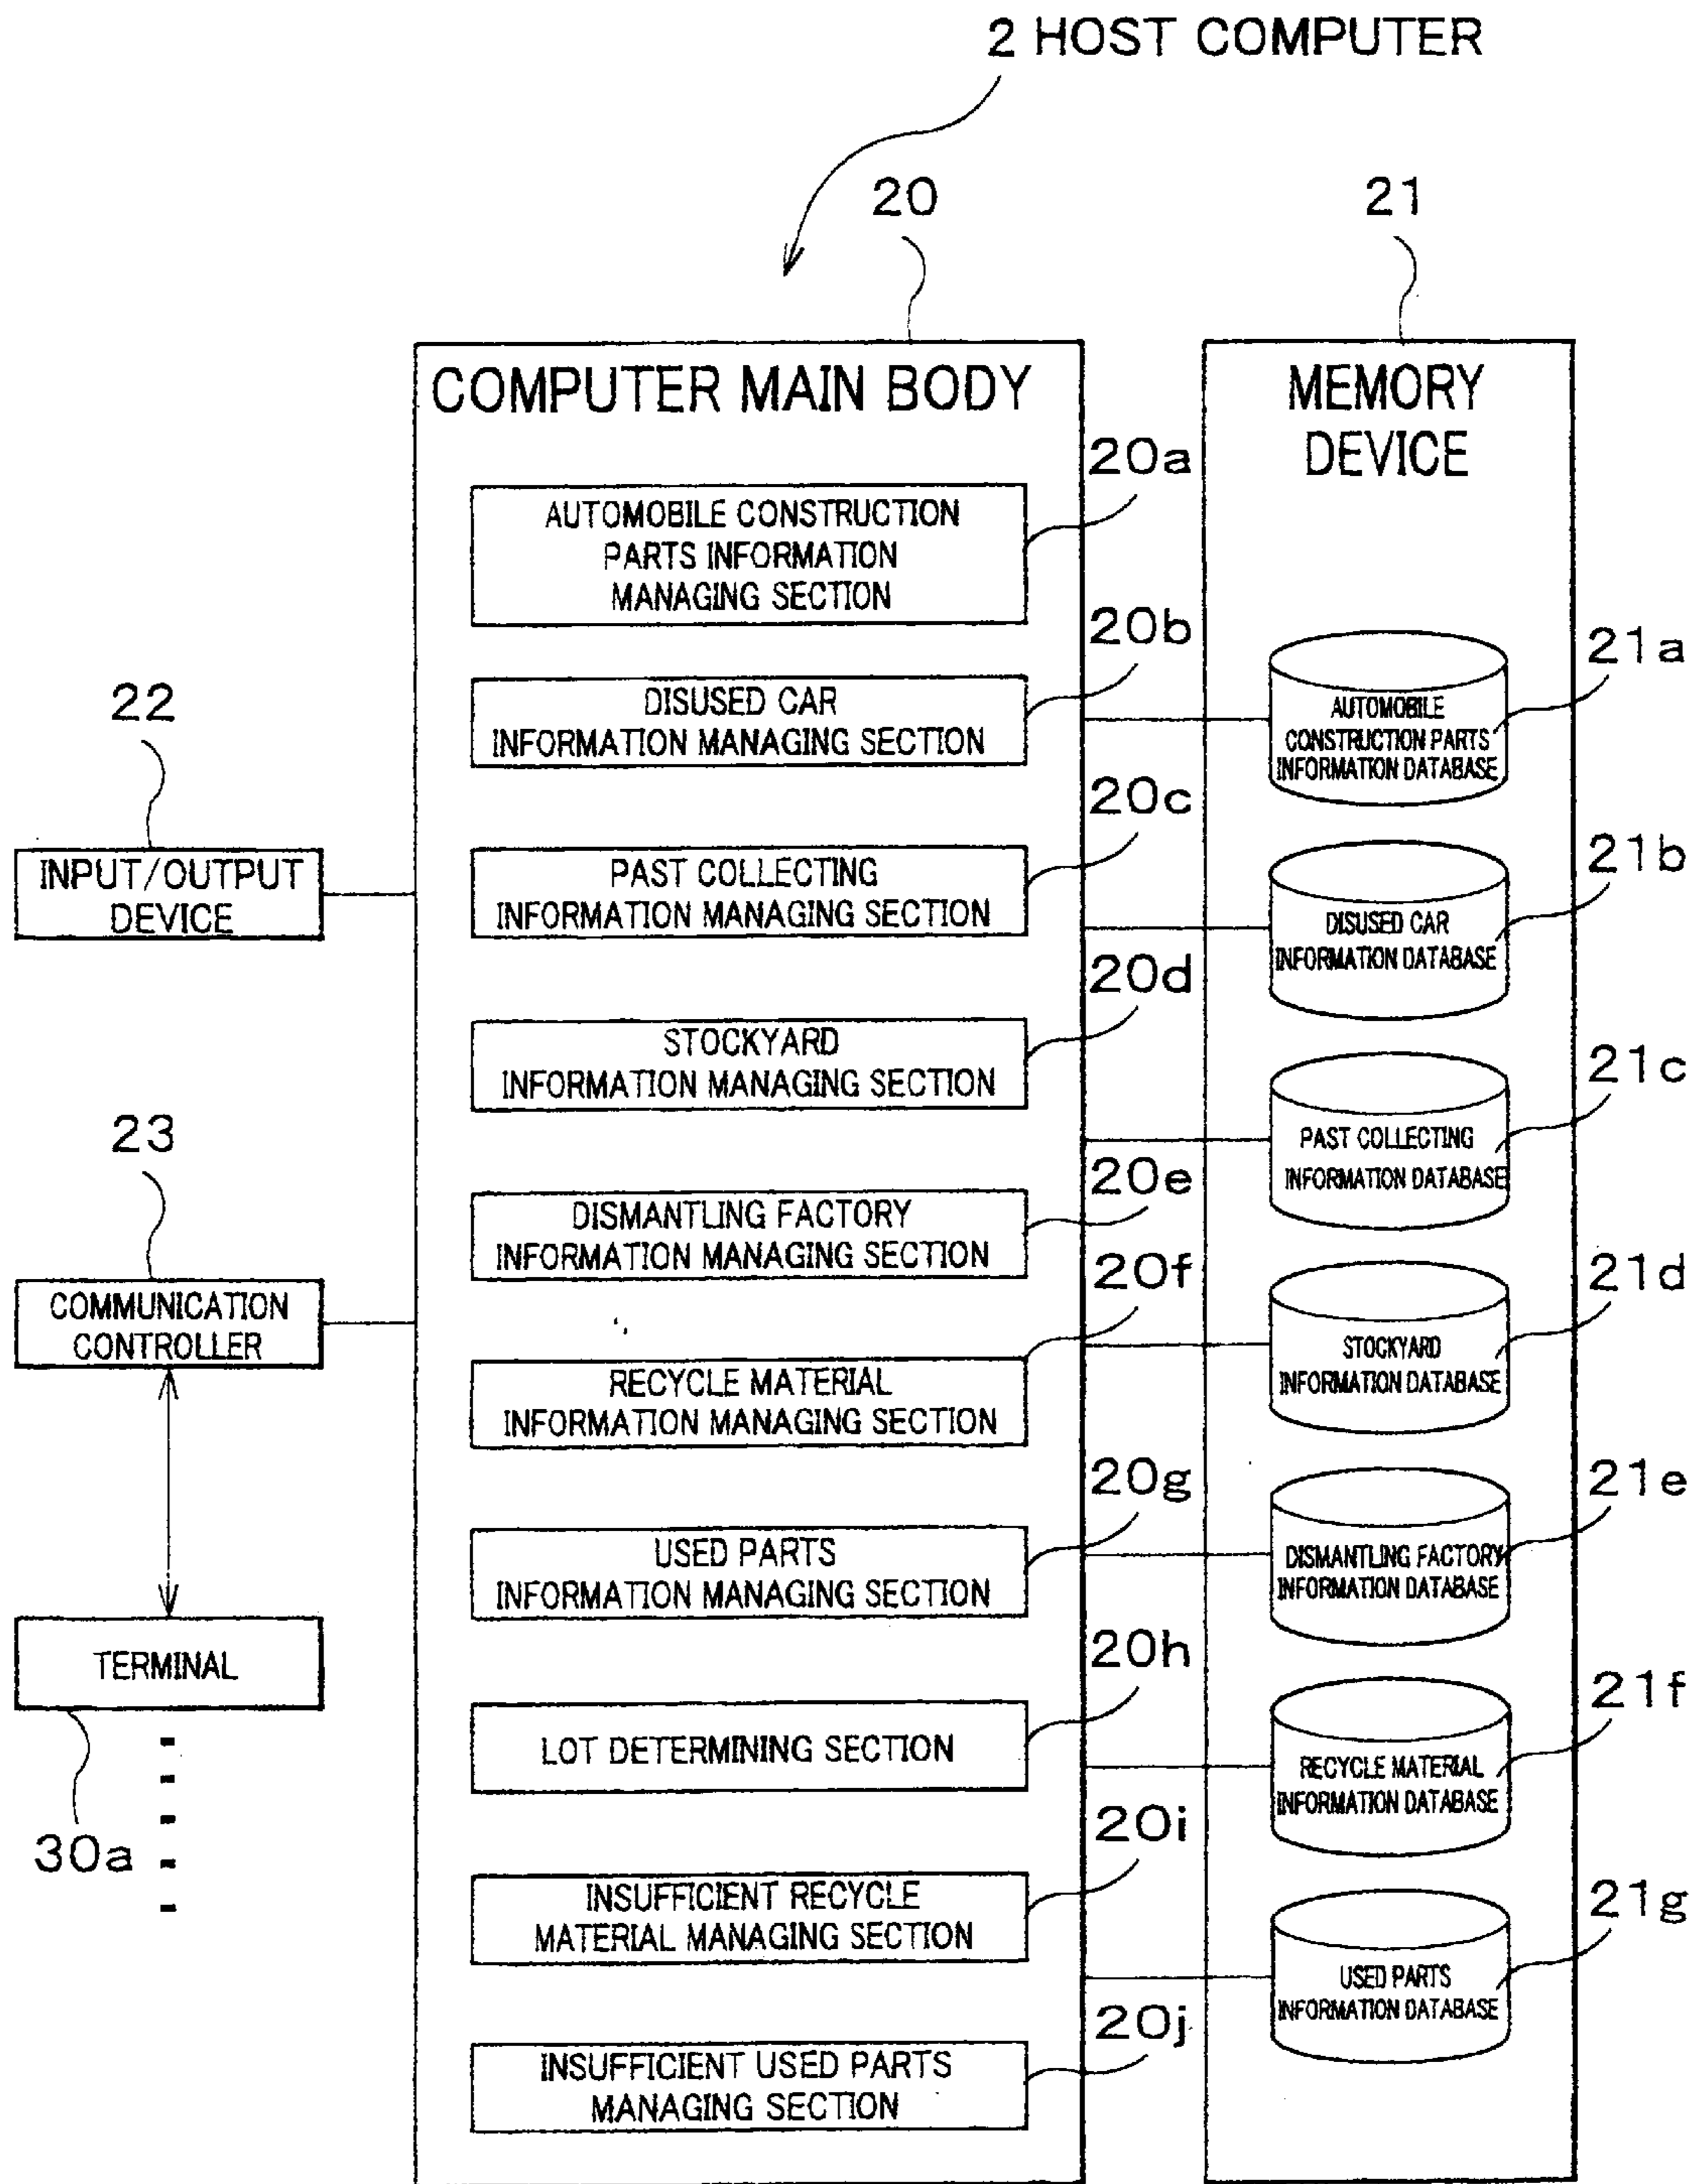 2 HOST COMPUTER
20
21
COMPUTER MAIN BODY
MEMORY
DEVICE
20a
AUTOMOBILE CONSTRUCTION
PARTS INFORMATION
MANAGING SECTION
20b
DISUSED CAR
INFORMATION MANAGING SECTION
20c
PAST COLLECTING
INFORMATION MANAGING SECTION
20d
STOCKYARD
INFORMATION MANAGING SECTION
20e
DISMANTLING FACTORY
INFORMATION MANAGING SECTION
20f
RECYCLE MATERIAL
INFORMATION MANAGING SECTION
20g
USED PARTS
INFORMATION MANAGING SECTION
20h
LOT DETERMINING SECTION
20i
INSUFFICIENT RECYCLE
MATERIAL MANAGING SECTION
20j
INSUFFICIENT USED PARTS
MANAGING SECTION
22
INPUT/OUTPUT
DEVICE
23
COMMUNICATION
CONTROLLER
TERMINAL
30a
21a
AUTOMOBILE
CONSTRUCTION PARTS
INFORMATION DATABASE
21b
DISUSED CAR
INFORMATION DATABASE
21c
PAST COLLECTING
INFORMATION DATABASE
21d
STOCKYARD
INFORMATION DATABASE
21e
DISMANTLING FACTORY
INFORMATION DATABASE
21f
RECYCLE MATERIAL
INFORMATION DATABASE
21g
USED PARTS
INFORMATION DATABASE